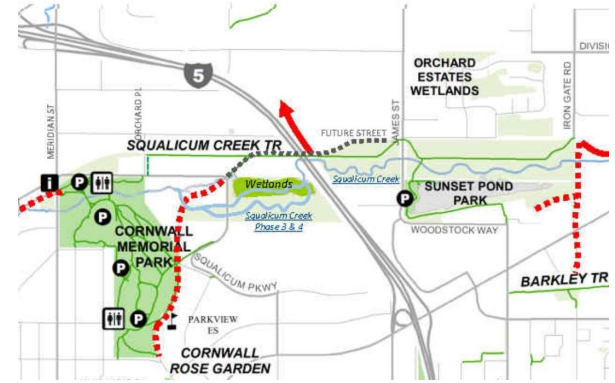 5
DIVISI
ORCHARD
ESTATES
WETLANDS
IRON GATE RD
MERIDIAN ST
ORCHARD PL
JAMES ST
FUTURE STREET
SQUALICUM CREEK TR
i
P
Wetlands
Squalicum Creek
SUNSET POND
PARK
P
P
Squalicum Creek
Phase 3 & 4
WOODSTOCK WAY
CORNWALL
MEMORIAL
PARK
P
SQUALICUM PKWY
BARKLEY TR
P
PARKVIEW
ES
CORNWALL
ROSE GARDEN